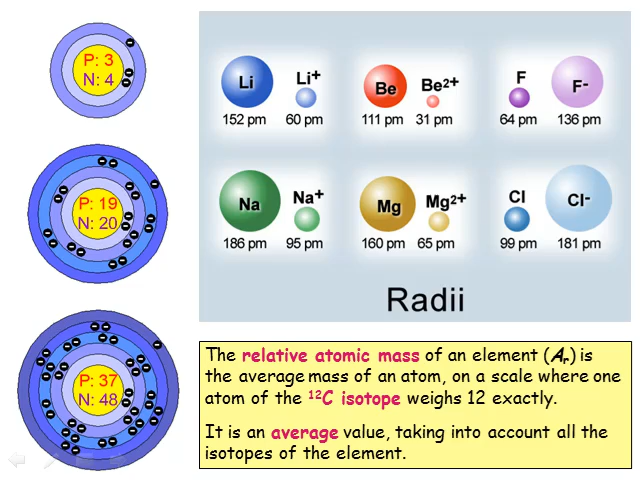 P: 3
N: 4
P: 19
N: 20
P: 37
N: 48
Li Li+ Be Be2+ F F-
152 pm 60 pm 111 pm 31 pm 64 pm 136 pm
Na Na+ Mg Mg2+ Cl Cl-
186 pm 95 pm 160 pm 65 pm 99 pm 181 pm
Radii
The relative atomic mass of an element (Ar) is
the average mass of an atom, on a scale where one
atom of the 12C isotope weighs 12 exactly.
It is an average value, taking into account all the
isotopes of the element.